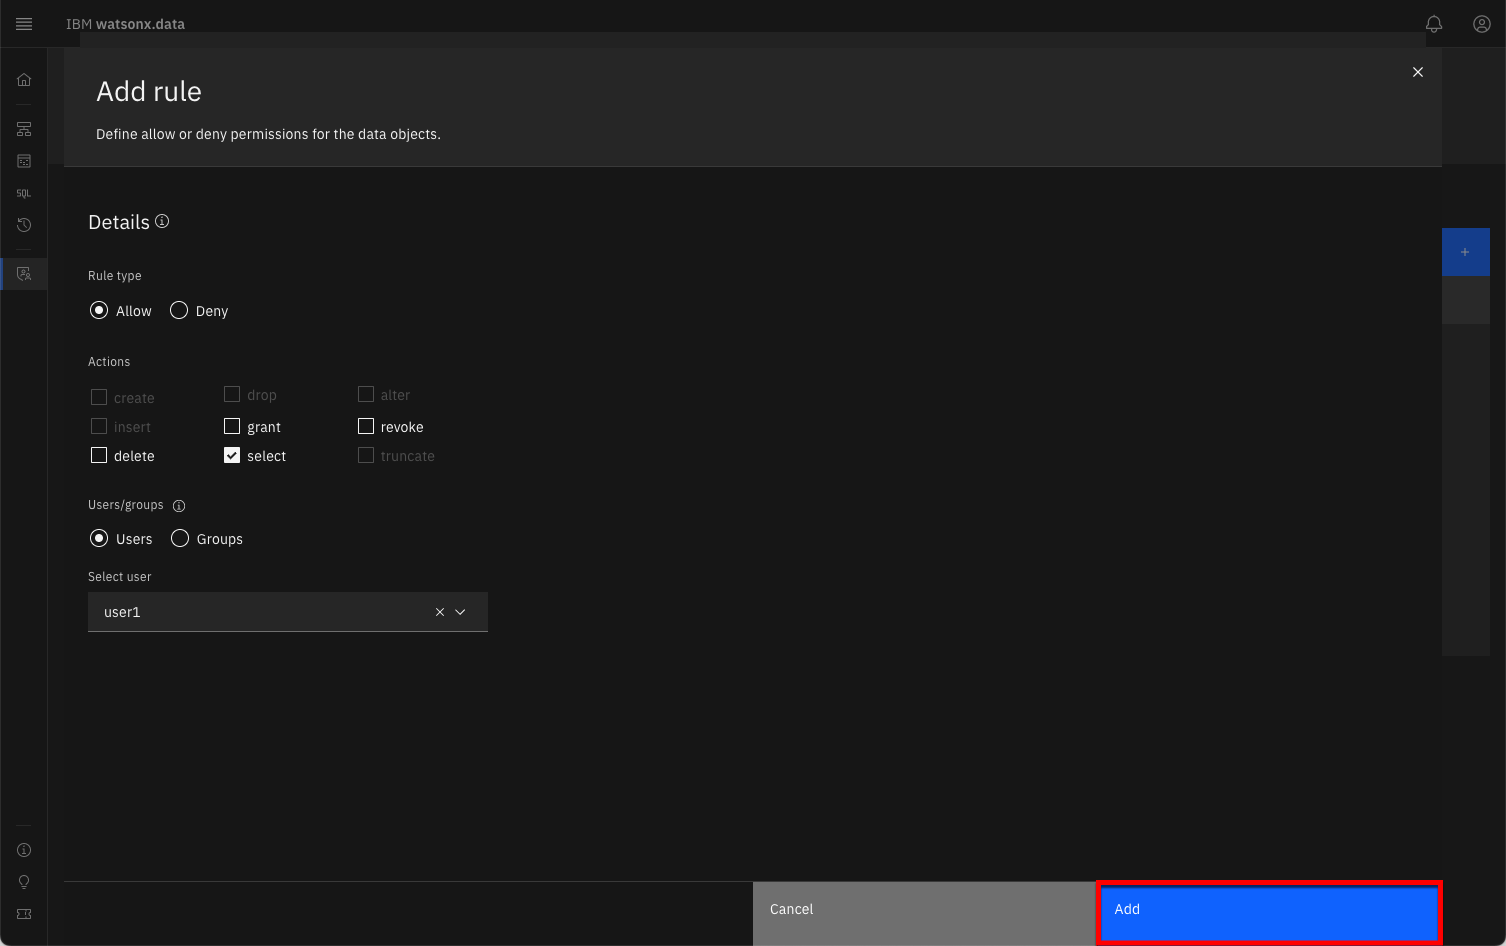 IBM watsonx.data
Add rule
Define allow or deny permissions for the data objects.
SQL
Details
Rule type
Allow Deny
Actions
create drop alter
insert grant revoke
delete select truncate
Users/groups
Users Groups
Select user
user1
Cancel Add